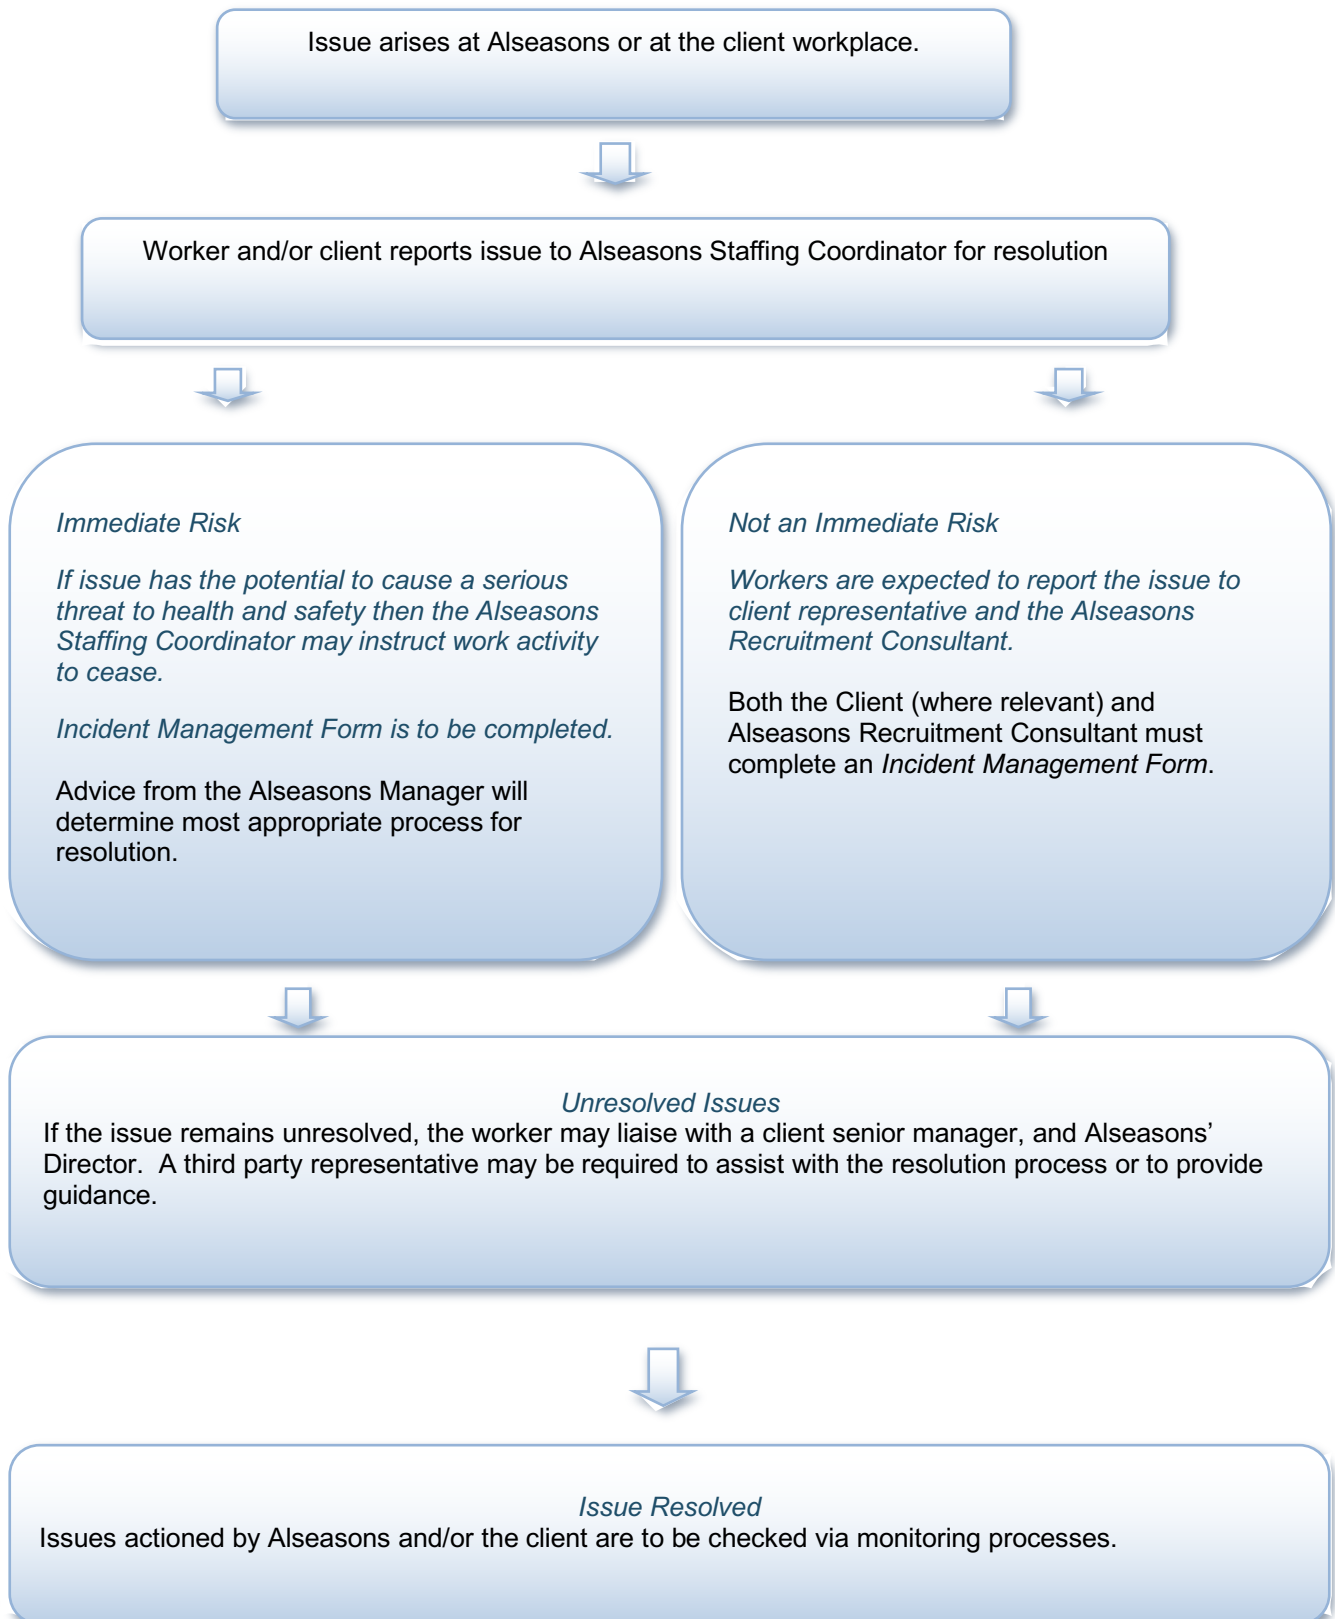 Issue arises at Alseasons or at the client workplace.
Worker and/or client reports issue to Alseasons Staffing Coordinator for resolution
Immediate Risk
If issue has the potential to cause a serious
threat to health and safety then the Alseasons
Staffing Coordinator may instruct work activity
to cease.
Incident Management Form is to be completed.
Advice from the Alseasons Manager will
determine most appropriate process for
resolution.
Not an Immediate Risk
Workers are expected to report the issue to
client representative and the Alseasons
Recruitment Consultant.
Both the Client (where relevant) and
Alseasons Recruitment Consultant must
complete an Incident Management Form.
Unresolved Issues
If the issue remains unresolved, the worker may liaise with a client senior manager, and Alseasons’
Director.  A third party representative may be required to assist with the resolution process or to provide
guidance.
Issue Resolved
Issues actioned by Alseasons and/or the client are to be checked via monitoring processes.